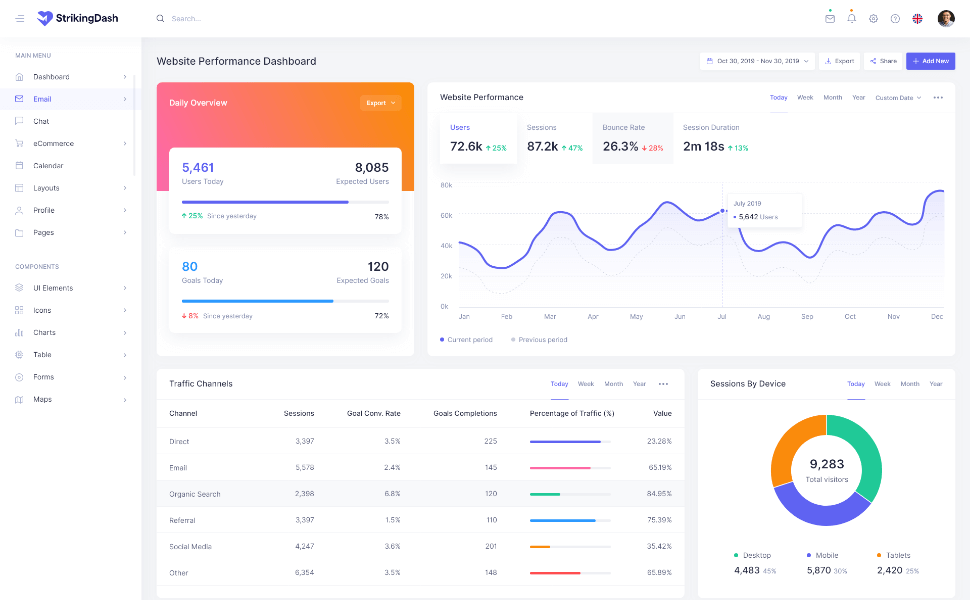 StrikingDash
Search...
MAIN MENU
Dashboard
Email
Chat
eCommerce
Calendar
Layouts
Profile
Pages
COMPONENTS
UI Elements
Icons
Charts
Table
Forms
Maps
Website Performance Dashboard
Oct 30, 2019 - Nov 30, 2019
Export
Share
+ Add New
Daily Overview
Export
5,461 8,085
Users Today Expected Users
25% Since yesterday 78%
80 120
Goals Today Expected Goals
8% Since yesterday 72%
Website Performance
Today Week Month Year Custom Date
Users Sessions Bounce Rate Session Duration
72.6k 25% 87.2k 47% 26.3% 28% 2m 18s 13%
80k
60k
40k
20k
0k
July 2019
5,642 Users
Jan Feb Mar Apr May Jun Jul Aug Sep Oct Nov Dec
Current period Previous period
Traffic Channels
Today Week Month Year
Channel Sessions Goal Conv. Rate Goals Completions Percentage of Traffic (%) Value
Direct 3,397 3.5% 225 23.28%
Email 5,578 2.4% 145 65.19%
Organic Search 2,398 6.8% 120 84.95%
Referral 3,397 1.5% 110 75.39%
Social Media 4,247 3.6% 201 35.42%
Other 6,354 3.5% 148 65.89%
Sessions By Device
Today Week Month Year
9,283
Total visitors
Desktop Mobile Tablets
4,483 45% 5,870 30% 2,420 25%